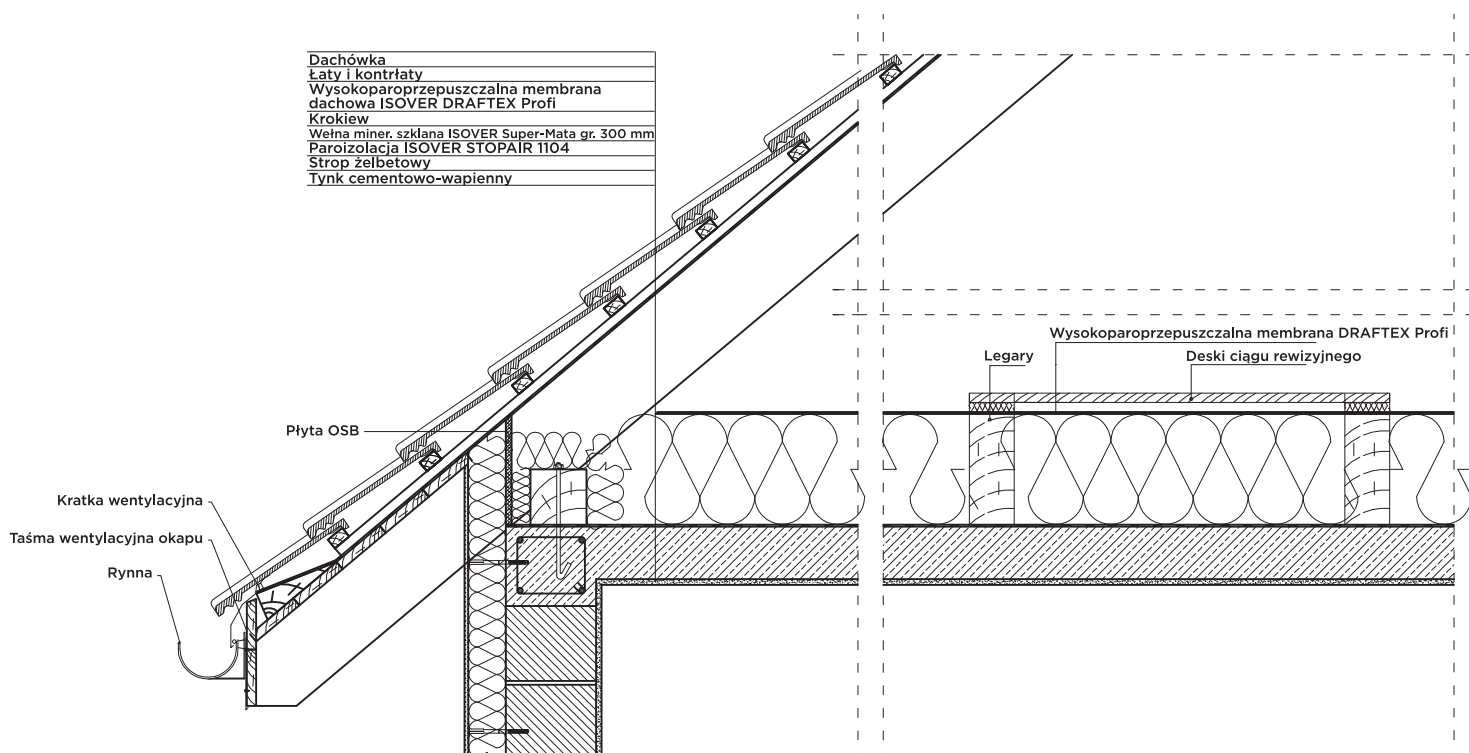 Dachówka
Łaty i kontrłaty
Wysokoparoprzepuszczalna membrana
dachowa ISOVER DRAFTEX Profi
Krokiew
Wełna miner. szklana ISOVER Super-Mata gr. 300 mm
Paroizolacja ISOVER STOPAIR 1104
Strop żelbetowy
Tynk cementowo-wapienny
Wysokoparoprzepuszczalna membrana DRAFTEX Profi
Legary
Deski ciągu rewizyjnego
Płyta OSB
Kratka wentylacyjna
Taśma wentylacyjna okapu
Rynna